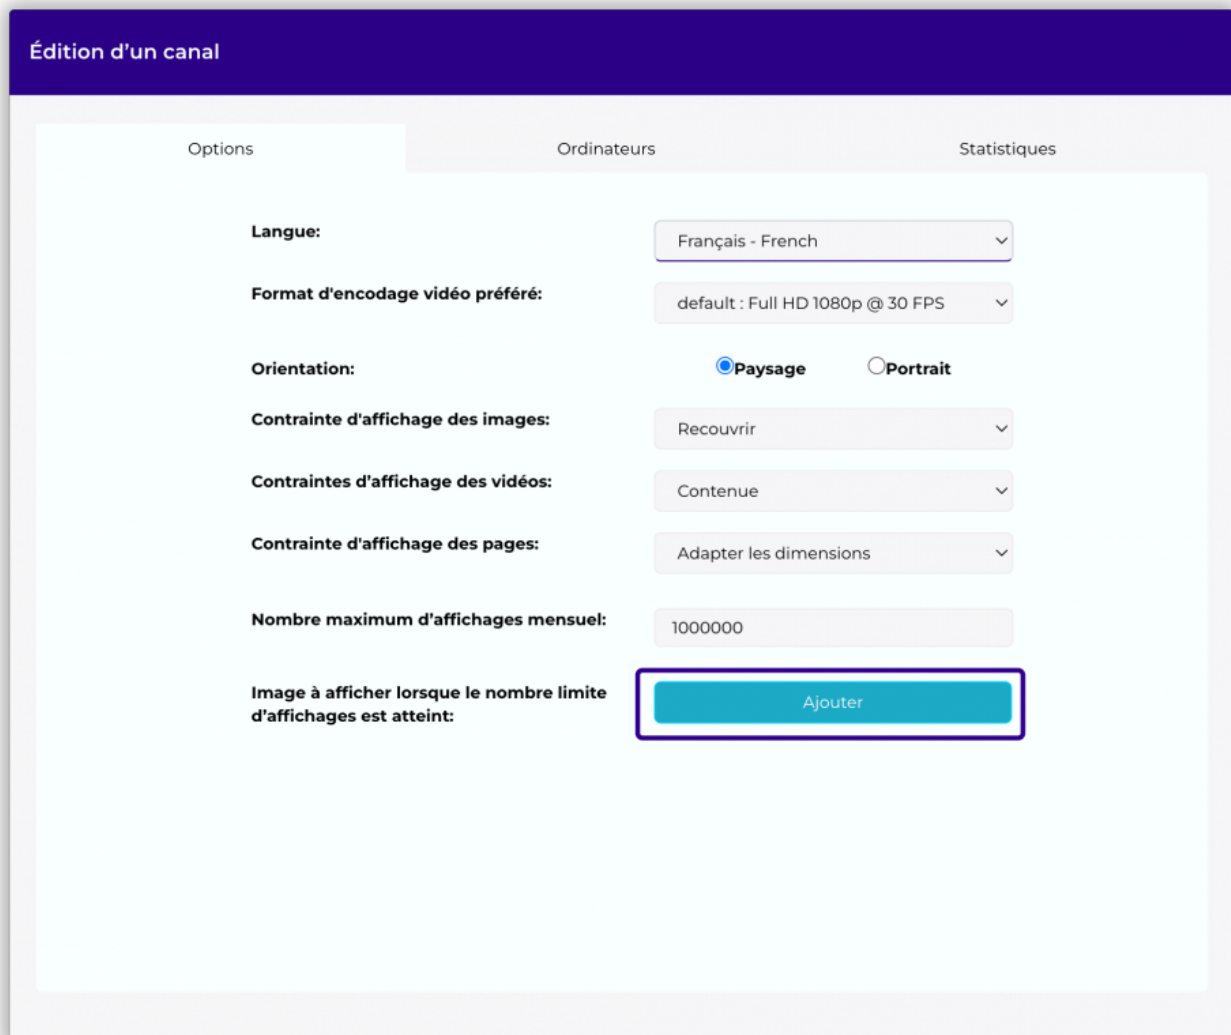 Édition d’un canal
Options
Ordinateurs
Statistiques
Langue:
Français - French
Format d'encodage vidéo préféré:
default : Full HD 1080p @ 30 FPS
Orientation:
Paysage
Portrait
Contrainte d'affichage des images:
Recouvrir
Contraintes d’affichage des vidéos:
Contenue
Contrainte d'affichage des pages:
Adapter les dimensions
Nombre maximum d’affichages mensuel:
1000000
Image à afficher lorsque le nombre limite
d’affichages est atteint:
Ajouter